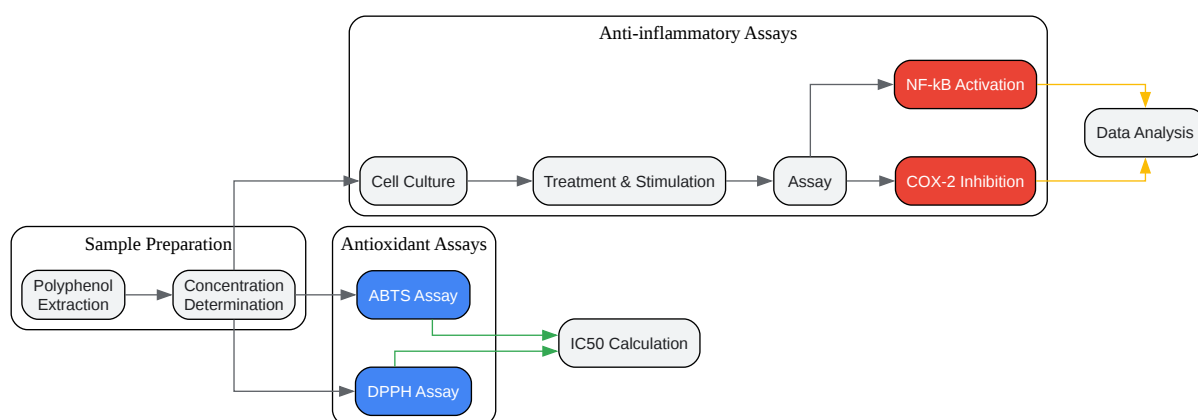 Anti-inflammatory Assays
NF-kB Activation
Data Analysis
Cell Culture
Treatment & Stimulation
Assay
COX-2 Inhibition
Sample Preparation
Polyphenol
Extraction
Concentration
Determination
Antioxidant Assays
ABTS Assay
IC50 Calculation
DPPH Assay